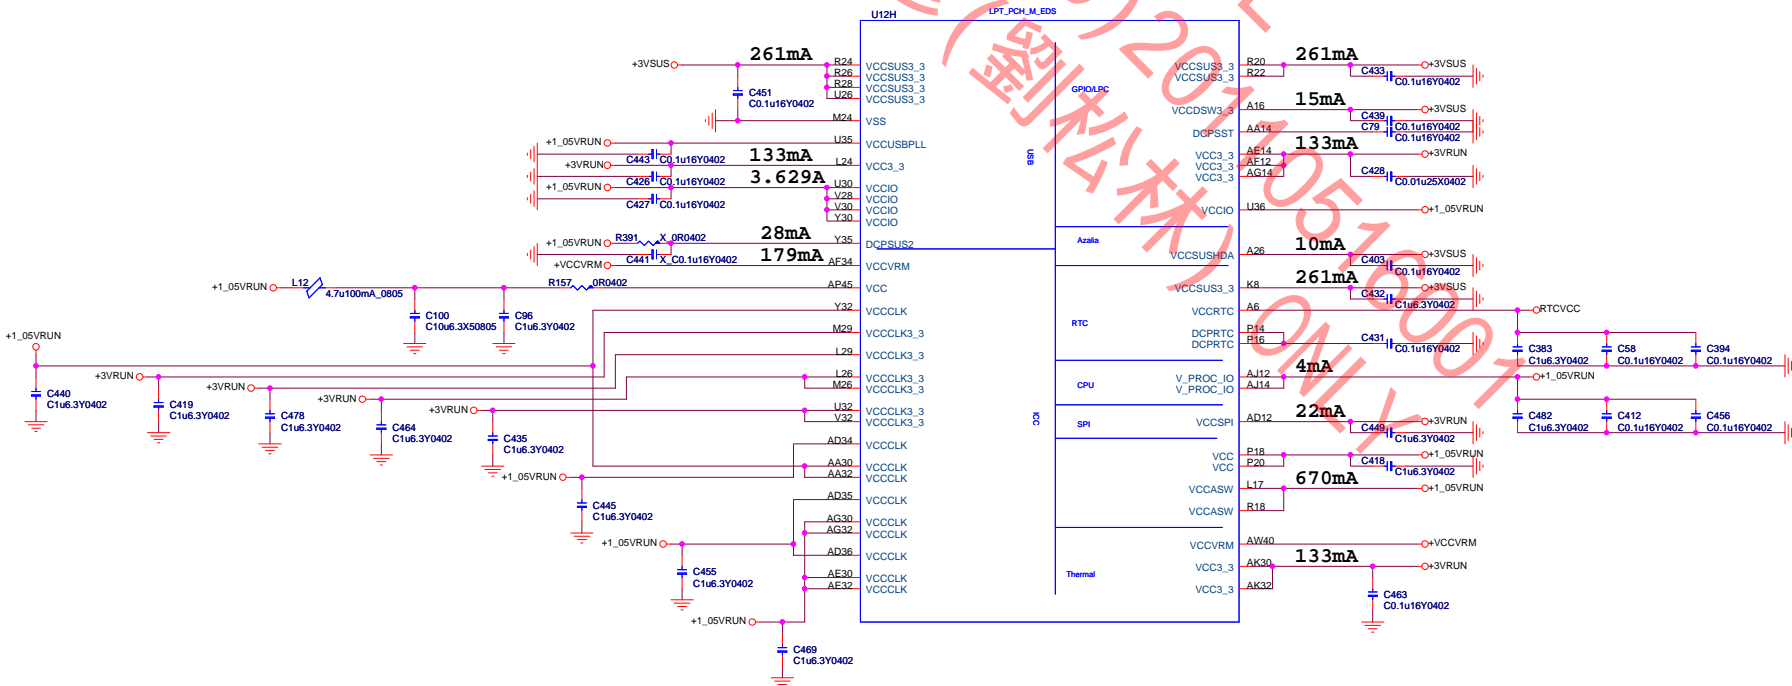 U12H
LPT_PCH_M_EDS
+3VSUS
261mA
R24
R26
R28
U26
VCCSUS3_3
VCCSUS3_3
VCCSUS3_3
VCCSUS3_3
C451
C0.1u16Y0402
M24
VSS
+1_05VRUN
U35
VCCUSBPLL
C443
C0.1u16Y0402
+3VRUN
133mA
L24
VCC3_3
C426
C0.1u16Y0402
+1_05VRUN
3.629A
U30
V28
V30
Y30
VCCIO
VCCIO
VCCIO
VCCIO
C427
C0.1u16Y0402
+1_05VRUN
R391
X_0R0402
28mA
Y35
DCPSUS2
C441
X_C0.1u16Y0402
+VCCVRM
179mA
AF34
VCCVRM
+1_05VRUN
L12
4.7u100mA_0805
R157
0R0402
AP45
VCC
C100
C10u6.3X50805
C96
C1u6.3Y0402
Y32
VCCCLK
+1_05VRUN
C440
C1u6.3Y0402
M29
VCCCLK3_3
+3VRUN
C419
C1u6.3Y0402
L29
VCCCLK3_3
+3VRUN
C478
C1u6.3Y0402
L26
M26
VCCCLK3_3
VCCCLK3_3
+3VRUN
C464
C1u6.3Y0402
U32
V32
VCCCLK3_3
VCCCLK3_3
+3VRUN
C435
C1u6.3Y0402
AD34
VCCCLK
AA30
AA32
VCCCLK
VCCCLK
+1_05VRUN
C445
C1u6.3Y0402
AD35
VCCCLK
AG30
AG32
VCCCLK
VCCCLK
+1_05VRUN
AD36
VCCCLK
C455
C1u6.3Y0402
AE30
AE32
VCCCLK
VCCCLK
+1_05VRUN
C469
C1u6.3Y0402
USB
ICC
GPIO/LPC
Azalia
RTC
CPU
SPI
Thermal
VCCSUS3_3
VCCSUS3_3
R20
R22
261mA
+3VSUS
C433
C0.1u16Y0402
VCCDSW3_3
A16
15mA
+3VSUS
C439
C0.1u16Y0402
DCPSST
AA14
C79
C0.1u16Y0402
VCC3_3
VCC3_3
VCC3_3
AE14
AF12
AG14
133mA
+3VRUN
C428
C0.01u25X0402
VCCIO
U36
+1_05VRUN
VCCSUSHDA
A26
10mA
+3VSUS
C403
C0.1u16Y0402
VCCSUS3_3
K8
261mA
+3VSUS
C432
C1u6.3Y0402
VCCRTC
A6
RTCVCC
DCPRTC
DCPRTC
P14
P16
C431
C0.1u16Y0402
C383
C1u6.3Y0402
C58
C0.1u16Y0402
C394
C0.1u16Y0402
V_PROC_IO
V_PROC_IO
AJ12
AJ14
4mA
+1_05VRUN
C482
C1u6.3Y0402
C412
C0.1u16Y0402
C456
C0.1u16Y0402
VCCSPI
AD12
22mA
+3VRUN
C449
C1u6.3Y0402
VCC
VCC
P18
P20
+1_05VRUN
C418
C1u6.3Y0402
VCCASW
L17
670mA
+1_05VRUN
VCCASW
R18
VCCVRM
AW40
+VCCVRM
VCC3_3
AK30
133mA
+3VRUN
VCC3_3
AK32
C463
C0.1u16Y0402
(劉松林)
20110516001
ONLY